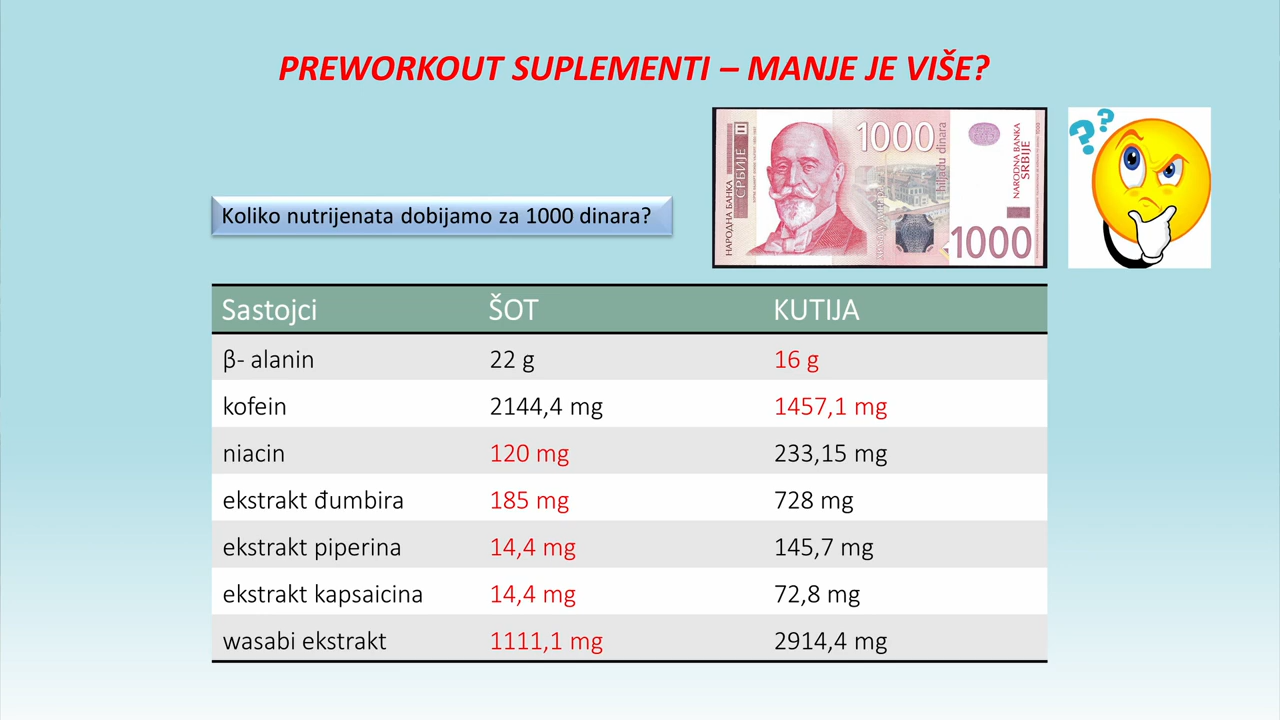 PREWORKOUT SUPLEMENTI – MANJE JE VIŠE?
Koliko nutrijenata dobijamo za 1000 dinara?
НАРОДНА БАНКА
СРБИЈЕ
1000
hiljadu dinara
NARODNA BANKA
SRBIJE
1000
? ?
Sastojci ŠOT KUTIJA
β- alanin 22 g 16 g
kofein 2144,4 mg 1457,1 mg
niacin 120 mg 233,15 mg
ekstrakt đumbira 185 mg 728 mg
ekstrakt piperina 14,4 mg 145,7 mg
ekstrakt kapsaicina 14,4 mg 72,8 mg
wasabi ekstrakt 1111,1 mg 2914,4 mg